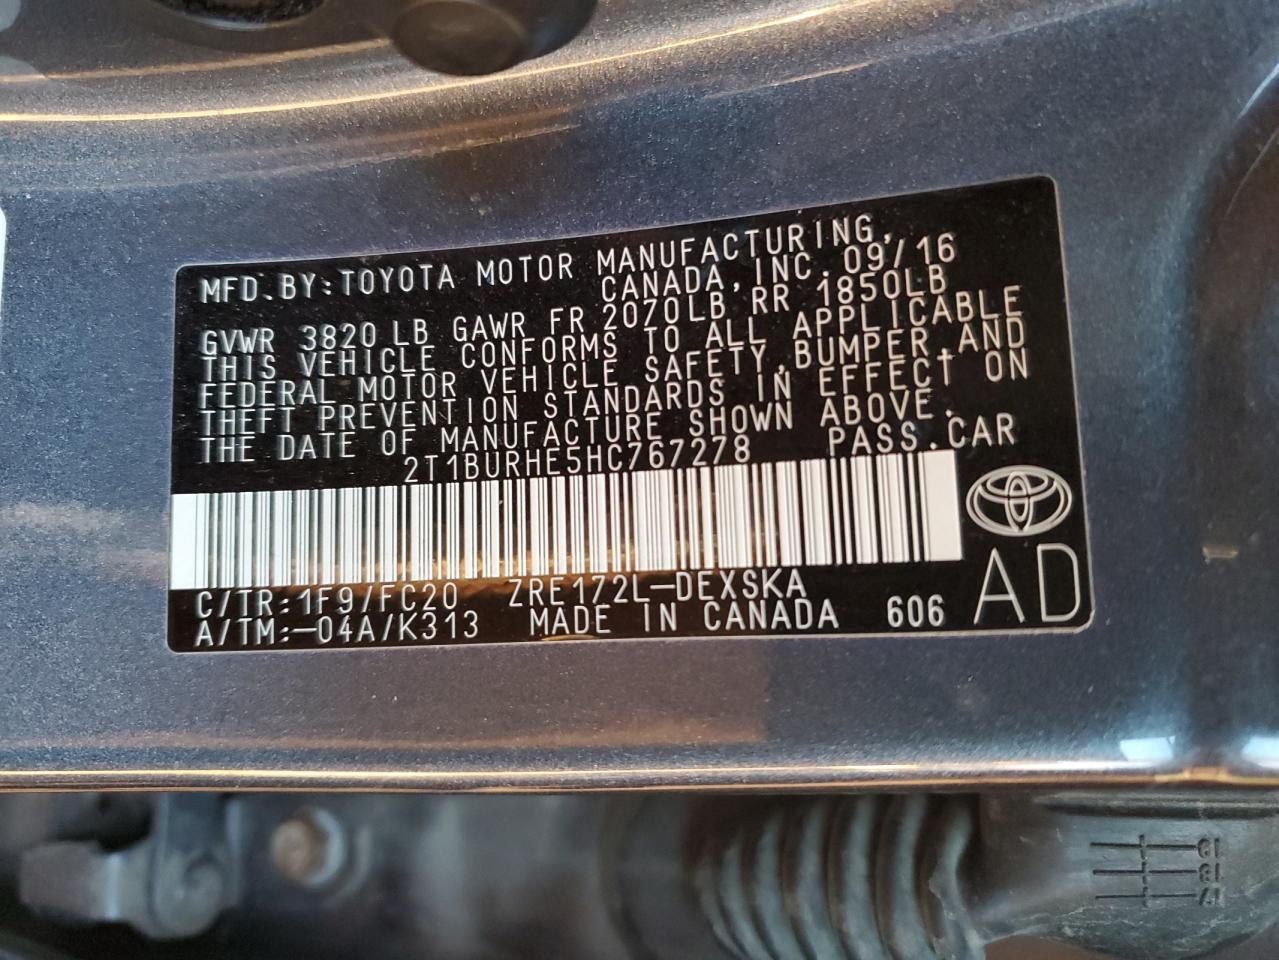 MFD.BY:TOYOTA MOTOR MANUFACTURING,
CANADA,INC. 09/16
GVWR 3820 LB GAWR FR 2070LB RR 1850LB
THIS VEHICLE CONFORMS TO ALL APPLICABLE
FEDERAL MOTOR VEHICLE SAFETY,BUMPER,AND
THEFT PREVENTION STANDARDS IN EFFECT ON
THE DATE OF MANUFACTURE SHOWN ABOVE.
2T1BURHE5HC767278 PASS.CAR
C/TR:1F9/FC20 ZRE172L-DEXSKA
A/TM:-04A/K313 MADE IN CANADA 606
AD